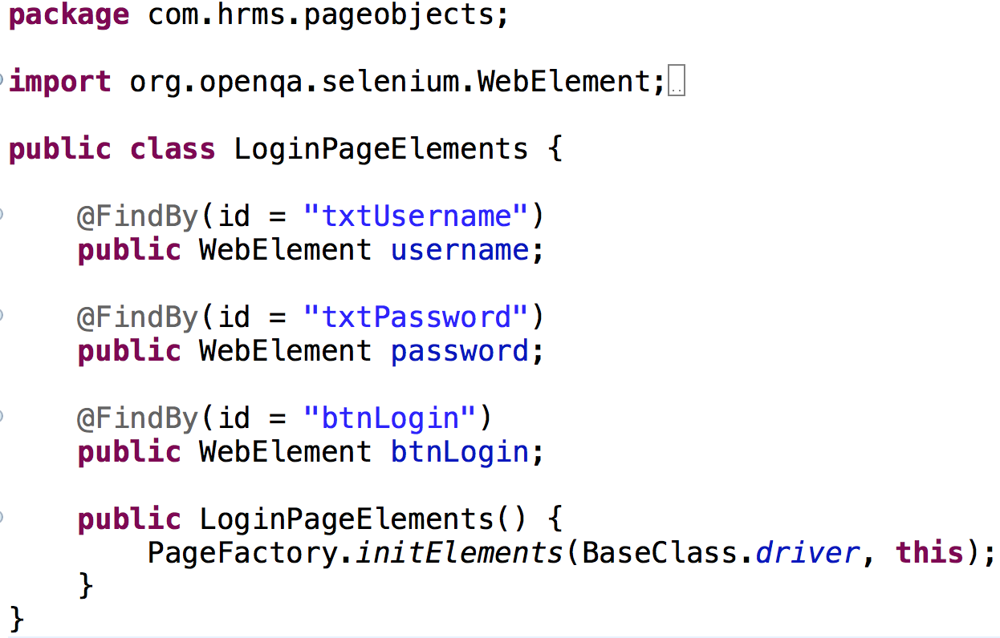 package com.hrms.pageobjects;
import org.openqa.selenium.WebElement;..
public class LoginPageElements {
@FindBy(id = "txtUsername")
public WebElement username;
@FindBy(id = "txtPassword")
public WebElement password;
@FindBy(id = "btnLogin")
public WebElement btnLogin;
public LoginPageElements() {
PageFactory.initElements(BaseClass.driver, this);
}
}